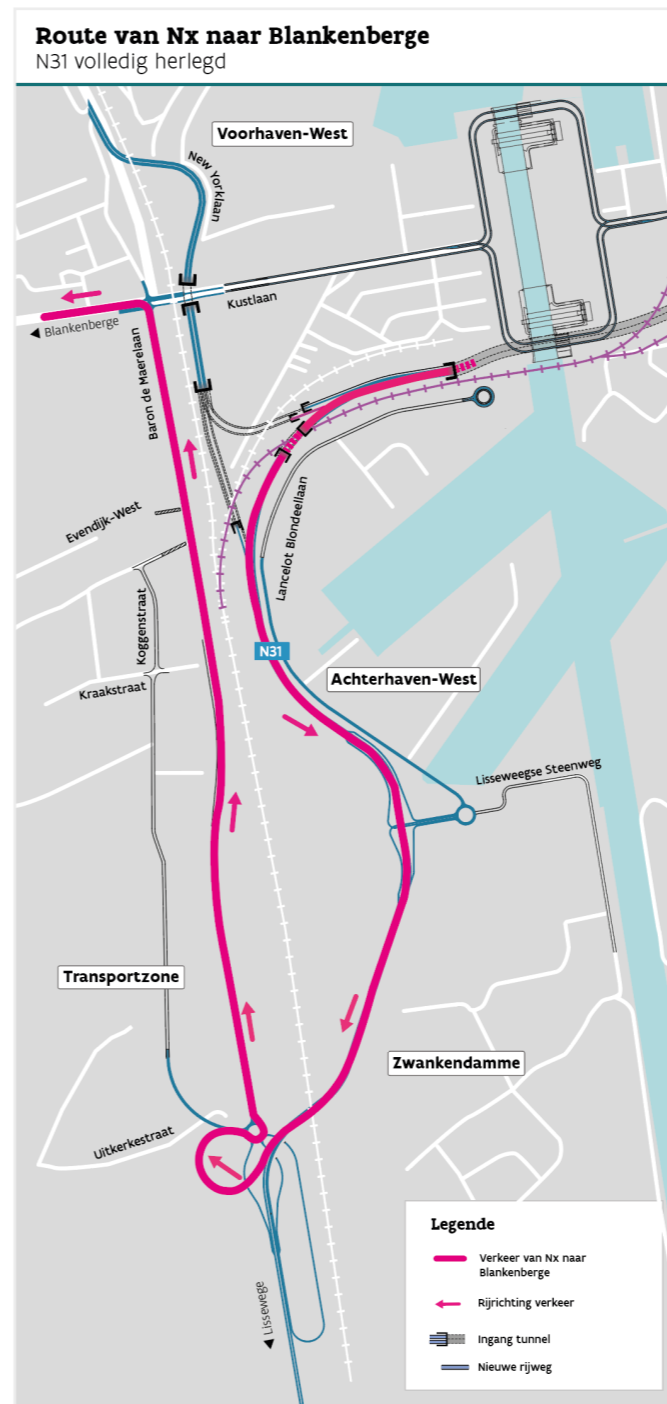 Route van Nx naar Blankenberge
N31 volledig herlegd
Voorhaven-West
New Yorklaan
Kustlaan
Blankenberge
Baron de Maerelaan
Evendijk-West
Lancelot Blondeellaan
Koggenstraat
N31
Kraakstraat
Achterhaven-West
Lisseweegse Steenweg
Transportzone
Zwankendamme
Uitkerkestraat
Lissewege
Legende
Verkeer van Nx naar
Blankenberge
Rijrichting verkeer
Ingang tunnel
Nieuwe rijweg